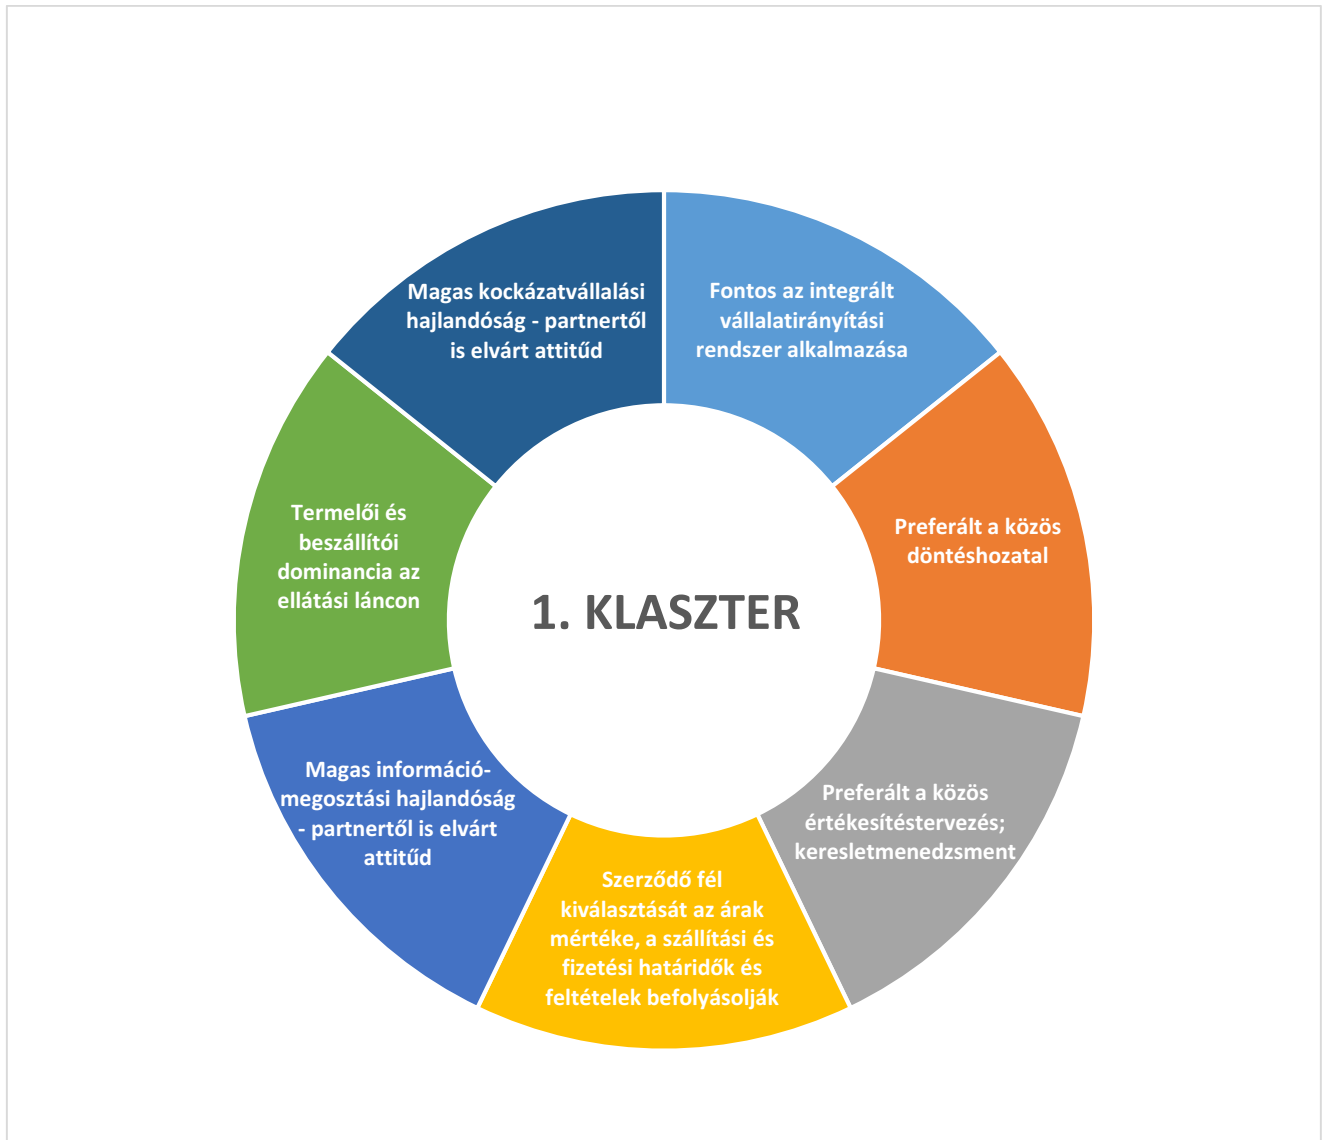 Magas kockázatvállalási
hajlandóság - partnertől
is elvárt attitűd
Fontos az integrált
vállalatirányítási
rendszer alkalmazása
Termelői és
beszállítói
dominancia az
ellátási láncon
Preferált a közös
döntéshozatal
1. KLASZTER
Magas információ-
megosztási hajlandóság
- partnertől is elvárt
attitűd
Preferált a közös
értékesítéstervezés;
keresletmenedzsment
Szerződő fél
kiválasztását az árak
mértéke, a szállítási és
fizetési határidők és
feltételek befolyásolják